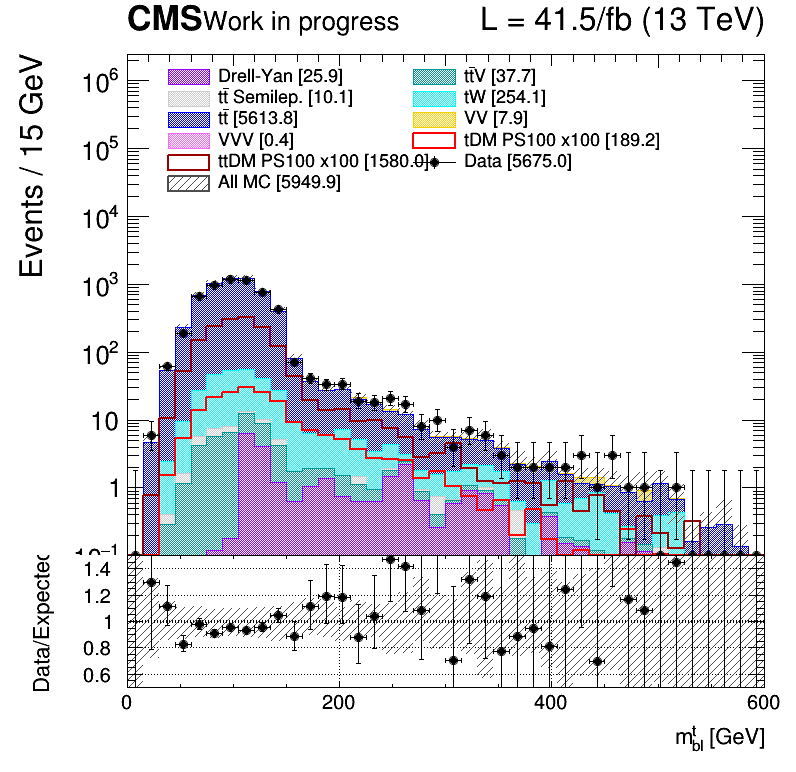 CMS Work in progress L = 41.5/fb (13 TeV)
Events / 15 GeV
10⁶
10⁵
10⁴
10³
10²
10
1
10⁻¹
Drell-Yan [25.9]
tt̄V [37.7]
tt̄ Semilep. [10.1]
tW [254.1]
tt̄ [5613.8]
VV [7.9]
VVV [0.4]
tDM PS100 x100 [189.2]
ttDM PS100 x100 [1580.0]
Data [5675.0]
All MC [5949.9]
Data/Expected
1.4
1.2
1
0.8
0.6
0 200 400 600
mᵗbl [GeV]